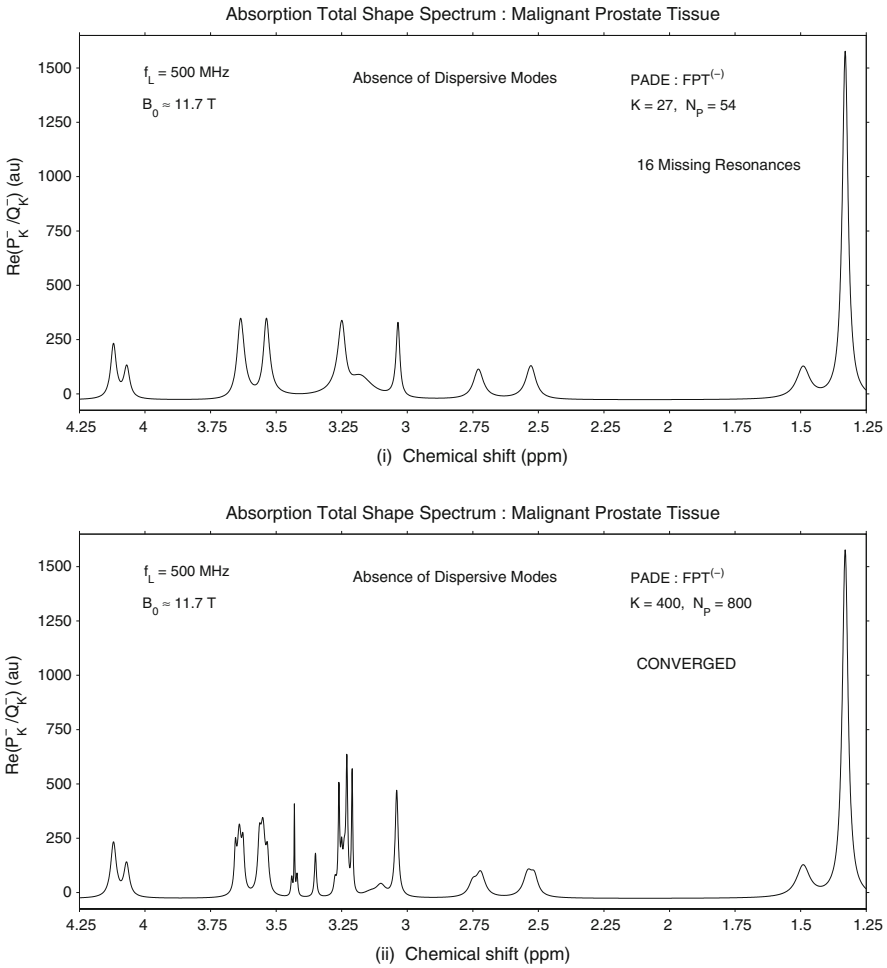 Absorption Total Shape Spectrum : Malignant Prostate Tissue
f_L = 500 MHz
B_0 ≈ 11.7 T
Absence of Dispersive Modes
PADE : FPT^(−)
K = 27, N_P = 54
16 Missing Resonances
Re(P_K^− /Q_K^−) (au)
1500
1250
1000
750
500
250
0
4.25 4 3.75 3.5 3.25 3 2.75 2.5 2.25 2 1.75 1.5 1.25
(i) Chemical shift (ppm)
Absorption Total Shape Spectrum : Malignant Prostate Tissue
f_L = 500 MHz
B_0 ≈ 11.7 T
Absence of Dispersive Modes
PADE : FPT^(−)
K = 400, N_P = 800
CONVERGED
Re(P_K^− /Q_K^−) (au)
1500
1250
1000
750
500
250
0
4.25 4 3.75 3.5 3.25 3 2.75 2.5 2.25 2 1.75 1.5 1.25
(ii) Chemical shift (ppm)